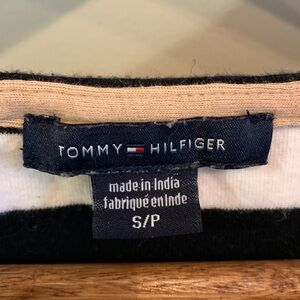 TOMMY HILFIGER
made in India
fabriqué en Inde
S/P